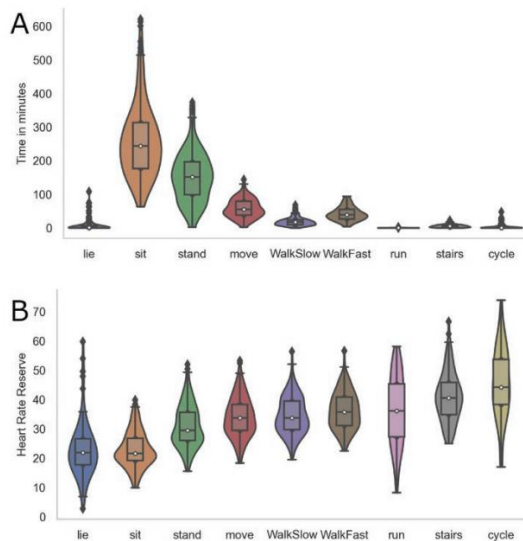 A
600
500
400
300
200
100
0
Time in minutes
lie sit stand move WalkSlow WalkFast run stairs cycle
B
70
60
50
40
30
20
10
0
Heart Rate Reserve
lie sit stand move WalkSlow WalkFast run stairs cycle